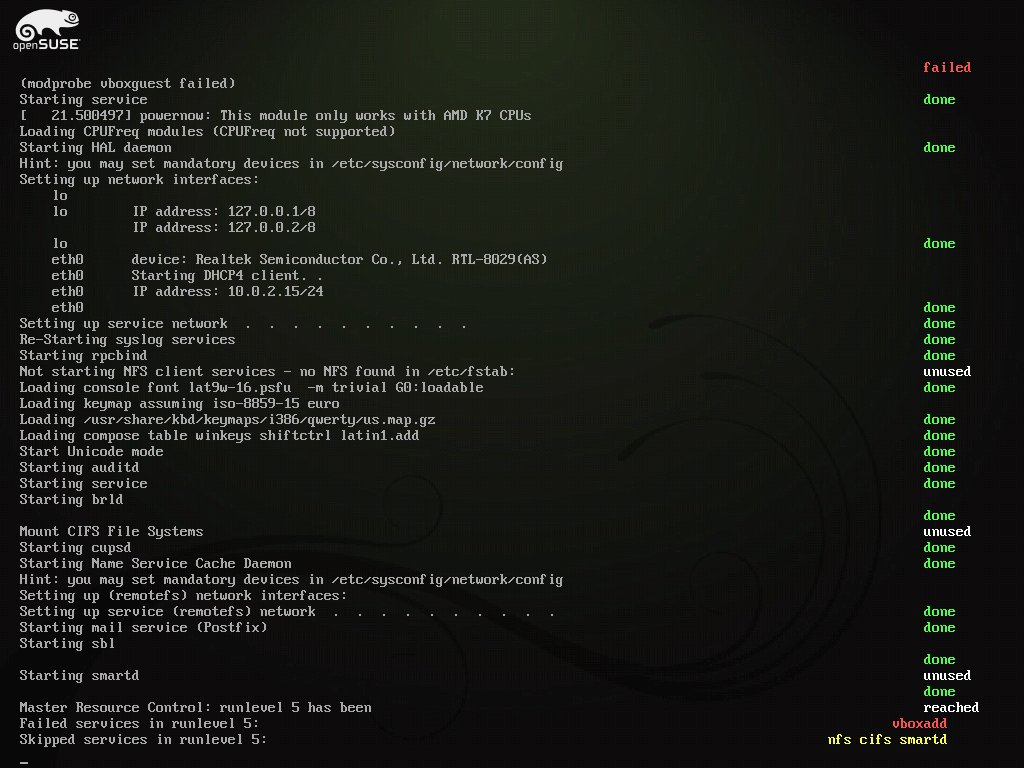 openSUSE
failed
(modprobe vboxguest failed)
Starting service done
[   21.500497] powernow: This module only works with AMD K7 CPUs
Loading CPUFreq modules (CPUFreq not supported)
Starting HAL daemon done
Hint: you may set mandatory devices in /etc/sysconfig/network/config
Setting up network interfaces:
lo
lo IP address: 127.0.0.1/8
IP address: 127.0.0.2/8
lo done
eth0 device: Realtek Semiconductor Co., Ltd. RTL-8029(AS)
eth0 Starting DHCP4 client. .
eth0 IP address: 10.0.2.15/24
eth0 done
Setting up service network . . . . . . . . . . done
Re-Starting syslog services done
Starting rpcbind done
Not starting NFS client services - no NFS found in /etc/fstab: unused
Loading console font lat9w-16.psfu  -m trivial G0:loadable done
Loading keymap assuming iso-8859-15 euro
Loading /usr/share/kbd/keymaps/i386/qwerty/us.map.gz done
Loading compose table winkeys shiftctrl latin1.add done
Start Unicode mode done
Starting auditd done
Starting service done
Starting brld
done
Mount CIFS File Systems unused
Starting cupsd done
Starting Name Service Cache Daemon done
Hint: you may set mandatory devices in /etc/sysconfig/network/config
Setting up (remotefs) network interfaces:
Setting up service (remotefs) network . . . . . . . . . . done
Starting mail service (Postfix) done
Starting sbl
done
Starting smartd unused
done
Master Resource Control: runlevel 5 has been reached
Failed services in runlevel 5: vboxadd
Skipped services in runlevel 5: nfs cifs smartd
_